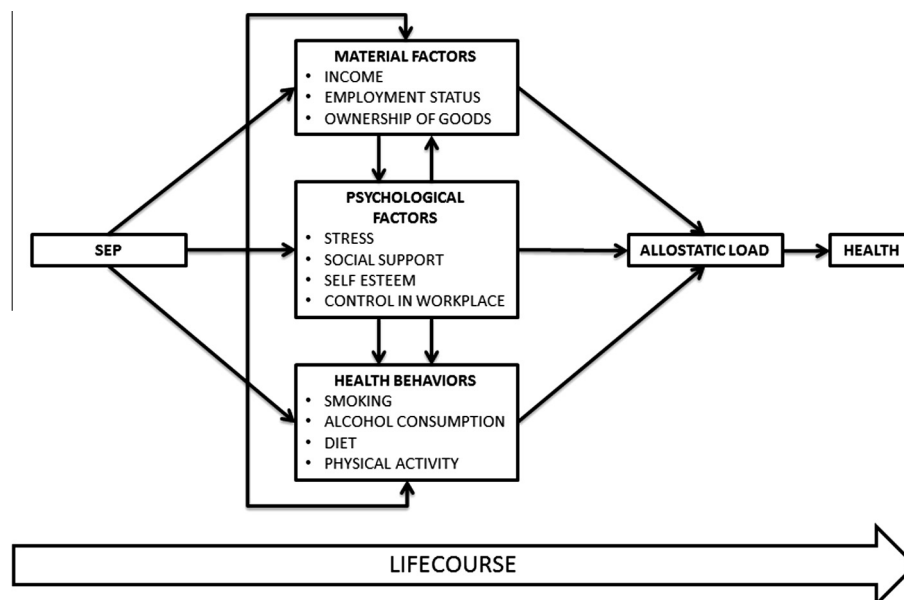 MATERIAL FACTORS
• INCOME
• EMPLOYMENT STATUS
• OWNERSHIP OF GOODS
PSYCHOLOGICAL
FACTORS
• STRESS
• SOCIAL SUPPORT
• SELF ESTEEM
• CONTROL IN WORKPLACE
SEP
ALLOSTATIC LOAD
HEALTH
HEALTH BEHAVIORS
• SMOKING
• ALCOHOL CONSUMPTION
• DIET
• PHYSICAL ACTIVITY
LIFECOURSE